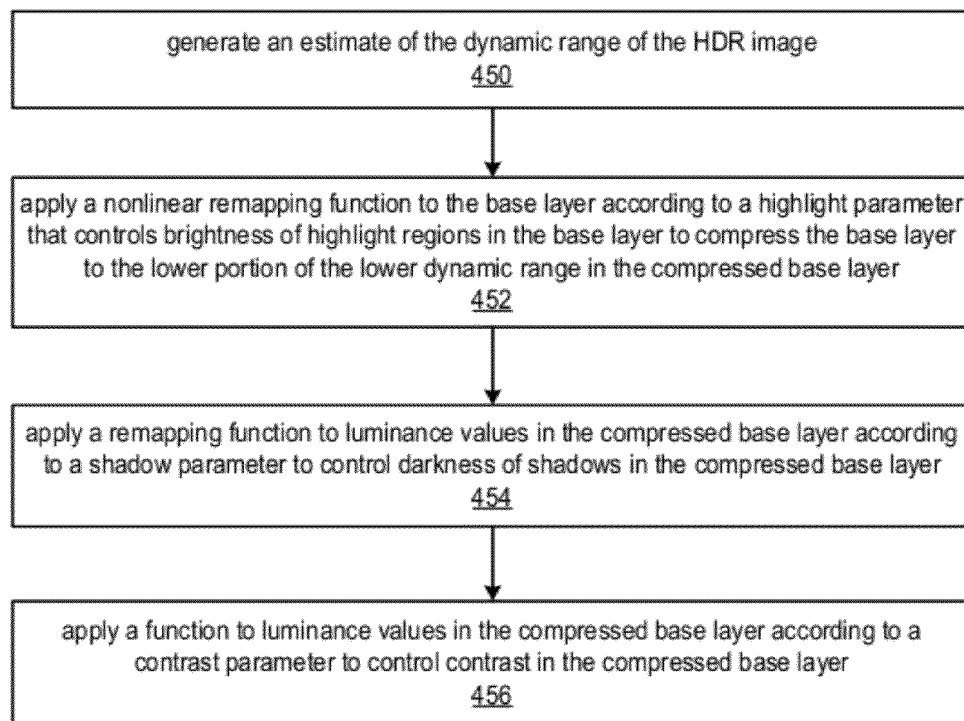 generate an estimate of the dynamic range of the HDR image
450
apply a nonlinear remapping function to the base layer according to a highlight parameter
that controls brightness of highlight regions in the base layer to compress the base layer
to the lower portion of the lower dynamic range in the compressed base layer
452
apply a remapping function to luminance values in the compressed base layer according
to a shadow parameter to control darkness of shadows in the compressed base layer
454
apply a function to luminance values in the compressed base layer according to a
contrast parameter to control contrast in the compressed base layer
456